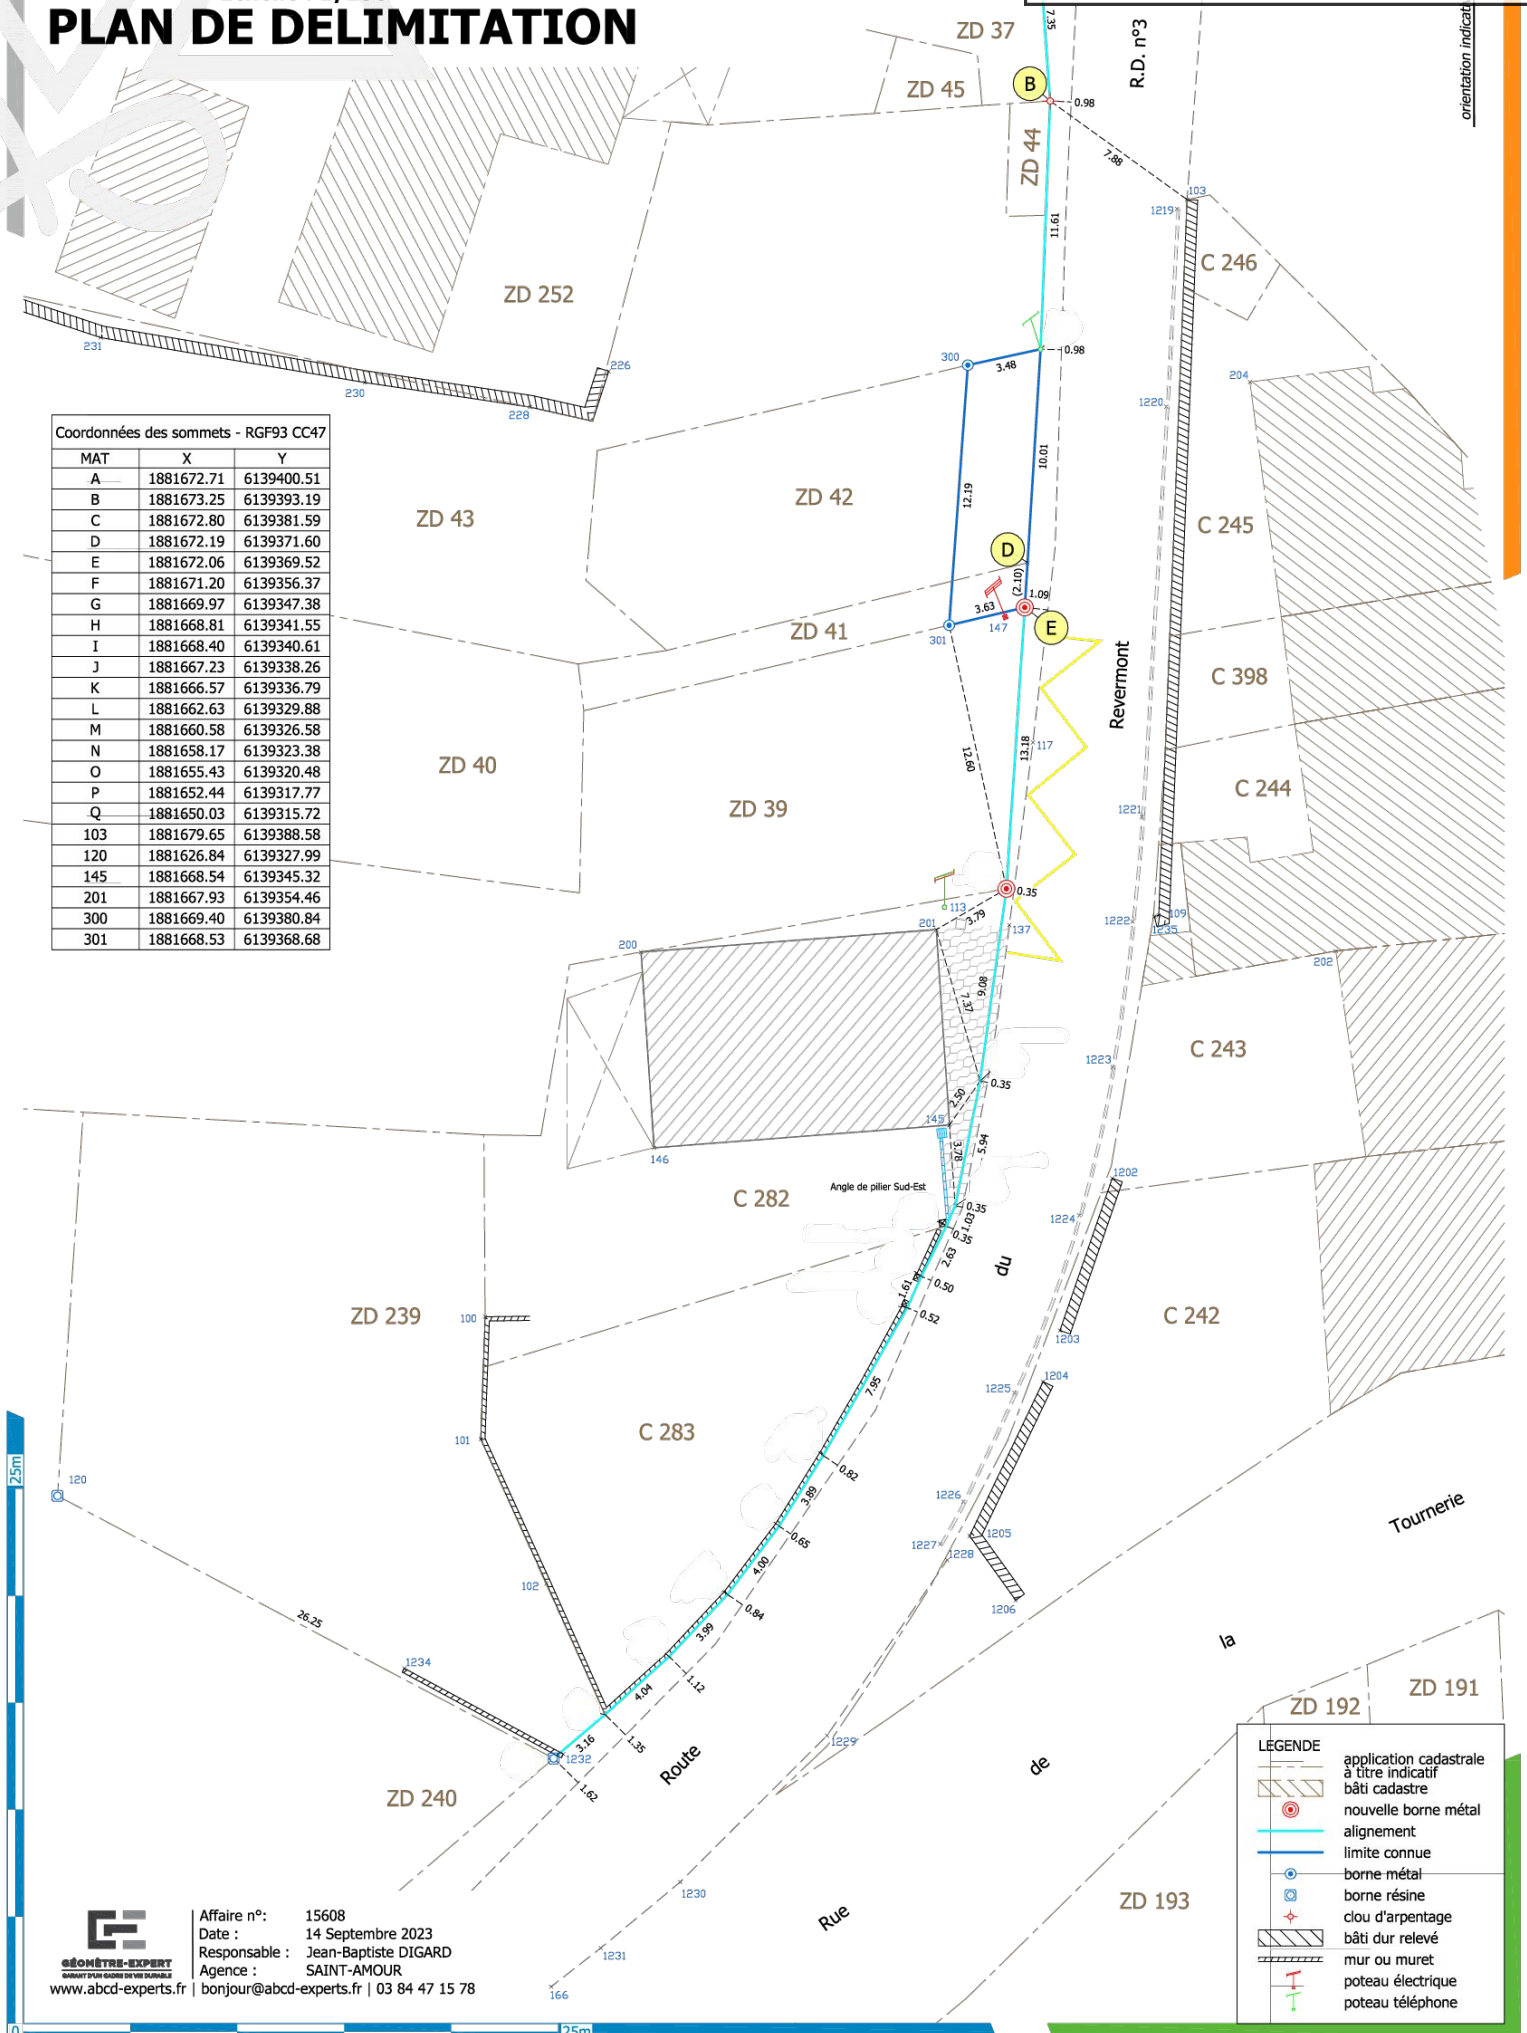 PLAN DE DELIMITATION
orientation indicati
R.D. n°3
ZD 37
ZD 45
ZD 44
7.35
B
0.98
7.88
103
1219
11.61
C 246
ZD 252
231
230
228
226
300
3.48
0.98
204
1220
10.01
12.19
ZD 42
ZD 43
C 245
D
(2.10)
1.09
3.63
147
E
301
ZD 41
C 398
Revermont
117
13.18
12.60
ZD 40
ZD 39
C 244
1221
Coordonnées des sommets - RGF93 CC47
MAT X Y
A 1881672.71 6139400.51
B 1881673.25 6139393.19
C 1881672.80 6139381.59
D 1881672.19 6139371.60
E 1881672.06 6139369.52
F 1881671.20 6139356.37
G 1881669.97 6139347.38
H 1881668.81 6139341.55
I 1881668.40 6139340.61
J 1881667.23 6139338.26
K 1881666.57 6139336.79
L 1881662.63 6139329.88
M 1881660.58 6139326.58
N 1881658.17 6139323.38
O 1881655.43 6139320.48
P 1881652.44 6139317.77
Q 1881650.03 6139315.72
103 1881679.65 6139388.58
120 1881626.84 6139327.99
145 1881668.54 6139345.32
201 1881667.93 6139354.46
300 1881669.40 6139380.84
301 1881668.53 6139368.68
0.35
113
3.79
201
137
109
1222
1235
200
202
9.08
7.37
C 243
1223
0.35
2.50
145
5.94
3.78
146
1202
Angle de pilier Sud-Est
C 282
0.35
1.03
0.35
1224
2.63
du
1.61
0.50
0.52
ZD 239
100
C 242
1203
7.95
1204
1225
C 283
101
0.82
120
3.89
1226
0.65
1205
1227
1228
4.00
102
0.84
1206
Tournerie
26.25
3.99
la
1234
1.12
4.04
1.35
3.16
1232
1.62
Route
1229
de
ZD 240
ZD 192
ZD 191
1230
Rue
ZD 193
1231
166
LEGENDE
application cadastrale
à titre indicatif
bâti cadastre
nouvelle borne métal
alignement
limite connue
borne métal
borne résine
clou d'arpentage
bâti dur relevé
mur ou muret
poteau électrique
poteau téléphone
GÉOMÈTRE-EXPERT
GARANT D'UN CADRE DE VIE DURABLE
Affaire n°: 15608
Date : 14 Septembre 2023
Responsable : Jean-Baptiste DIGARD
Agence : SAINT-AMOUR
www.abcd-experts.fr | bonjour@abcd-experts.fr | 03 84 47 15 78
25m
0
25m